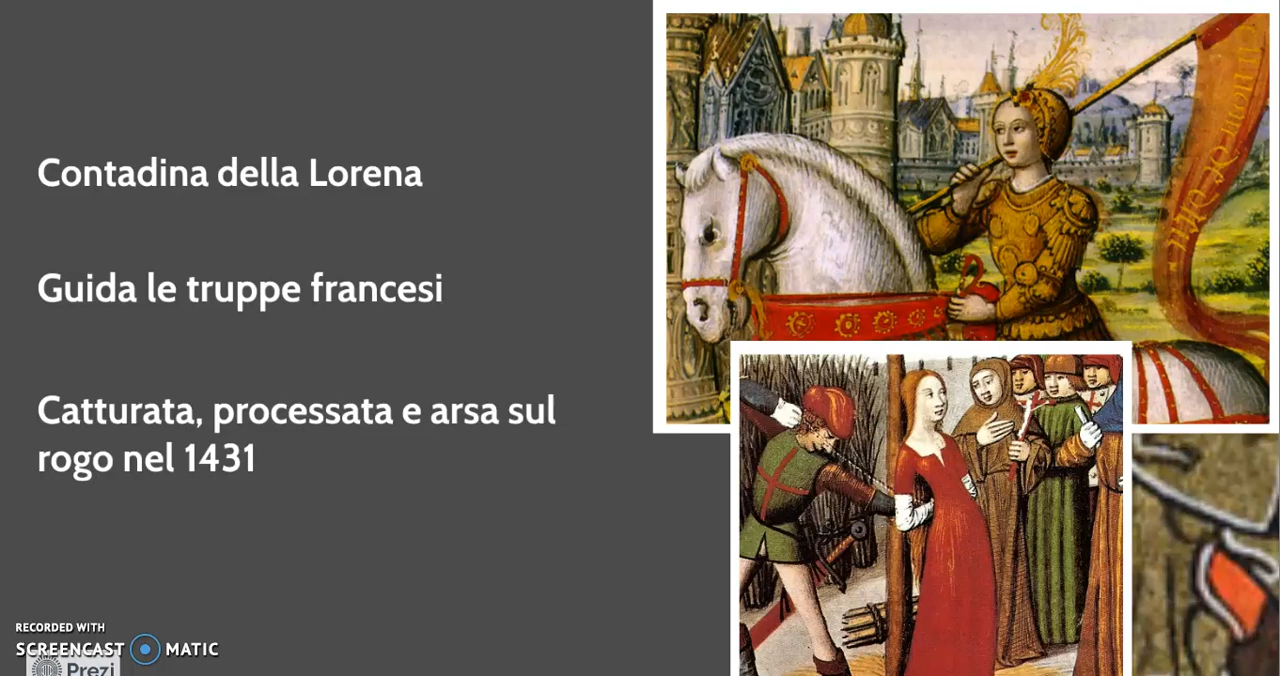 Contadina della Lorena
Guida le truppe francesi
Catturata, processata e arsa sul
rogo nel 1431
RECORDED WITH
SCREENCAST MATIC
Prezi